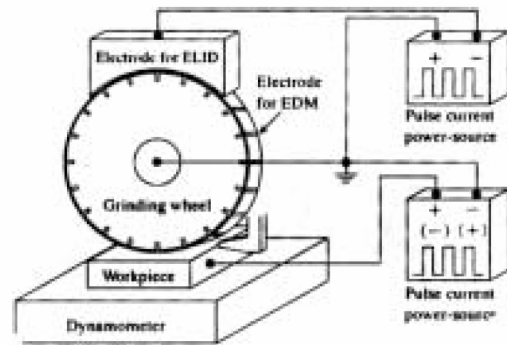 Electrode for ELID
Electrode
for EDM
+ −
Pulse current
power-source
Grinding wheel
+ −
(−) (+)
Workpiece
Pulse current
power-source
Dynamometer